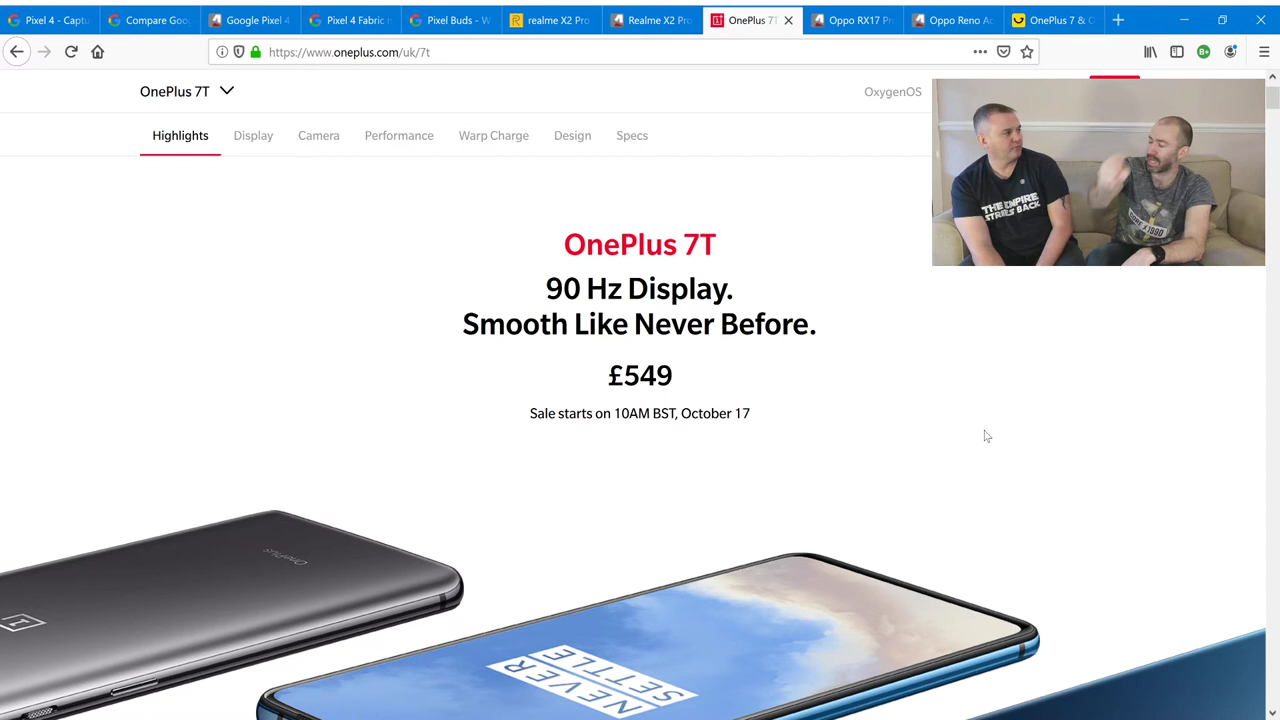 Pixel 4 - Captu
Compare Goo
Google Pixel 4
Pixel 4 Fabric
Pixel Buds - W
realme X2 Pro
Realme X2 Pro
OnePlus 7T
Oppo RX17 Pr
Oppo Reno Ac
OnePlus 7 & O
https://www.oneplus.com/uk/7t
OnePlus 7T
OxygenOS
Highlights
Display
Camera
Performance
Warp Charge
Design
Specs
THE EMPIRE
STRIKES BACK
OnePlus 7T
90 Hz Display.
Smooth Like Never Before.
£549
Sale starts on 10AM BST, October 17
OnePlus
NEVER
SETTLE